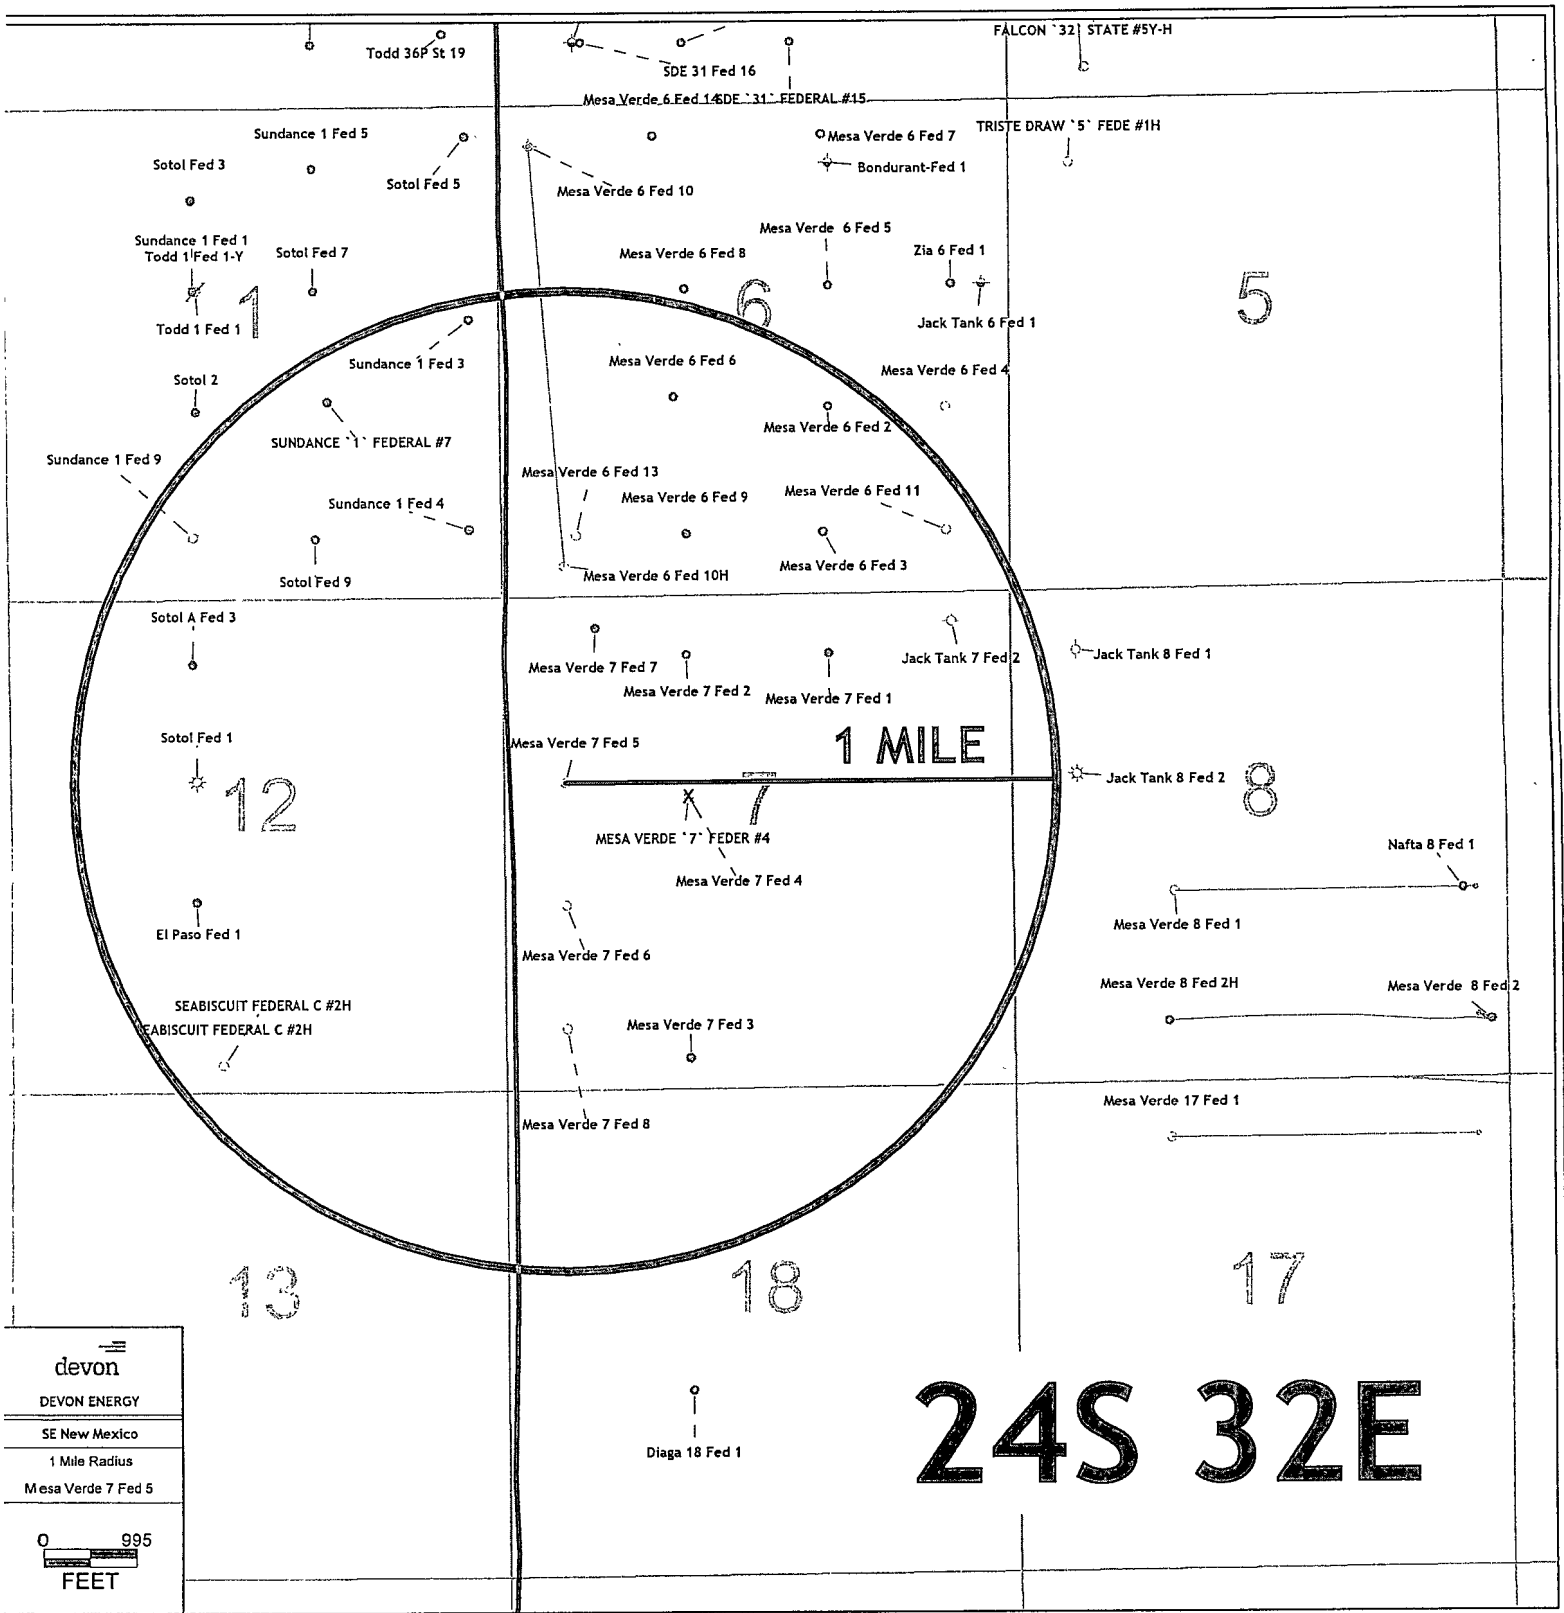 FALCON `32` STATE #5Y-H
Todd 36P St 19
SDE 31 Fed 16
Mesa Verde 6 Fed 14
SDE `31` FEDERAL #15
TRISTE DRAW `5` FEDE #1H
Sundance 1 Fed 5
Mesa Verde 6 Fed 7
Sotol Fed 3
Bondurant-Fed 1
Sotol Fed 5
Mesa Verde 6 Fed 10
Mesa Verde 6 Fed 5
Sundance 1 Fed 1
Todd 1 Fed 1-Y
Sotol Fed 7
Mesa Verde 6 Fed 8
Zia 6 Fed 1
1
6
5
Todd 1 Fed 1
Jack Tank 6 Fed 1
Sundance 1 Fed 3
Mesa Verde 6 Fed 6
Mesa Verde 6 Fed 4
Sotol 2
Mesa Verde 6 Fed 2
SUNDANCE `1` FEDERAL #7
Sundance 1 Fed 9
Mesa Verde 6 Fed 13
Mesa Verde 6 Fed 9
Mesa Verde 6 Fed 11
Sundance 1 Fed 4
Sotol Fed 9
Mesa Verde 6 Fed 10H
Mesa Verde 6 Fed 3
Sotol A Fed 3
Mesa Verde 7 Fed 7
Jack Tank 7 Fed 2
Jack Tank 8 Fed 1
Mesa Verde 7 Fed 2
Mesa Verde 7 Fed 1
Sotol Fed 1
Mesa Verde 7 Fed 5
1 MILE
Jack Tank 8 Fed 2
12
7
8
MESA VERDE `7` FEDER #4
Nafta 8 Fed 1
Mesa Verde 7 Fed 4
El Paso Fed 1
Mesa Verde 8 Fed 1
Mesa Verde 7 Fed 6
Mesa Verde 8 Fed 2H
Mesa Verde 8 Fed 2
SEABISCUIT FEDERAL C #2H
EABISCUIT FEDERAL C #2H
Mesa Verde 7 Fed 3
Mesa Verde 17 Fed 1
Mesa Verde 7 Fed 8
13
18
17
devon
DEVON ENERGY
SE New Mexico
1 Mile Radius
Mesa Verde 7 Fed 5
0 995
FEET
Diaga 18 Fed 1
24S 32E